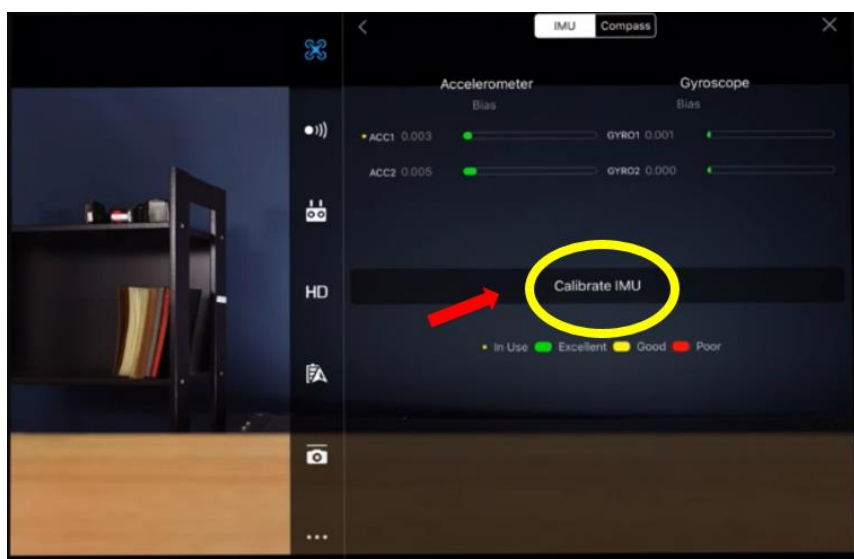 IMU Compass
Accelerometer Gyroscope
Bias Bias
ACC1 0.003 GYRO1 0.001
ACC2 0.005 GYRO2 0.000
HD
Calibrate IMU
In Use Excellent Good Poor
A